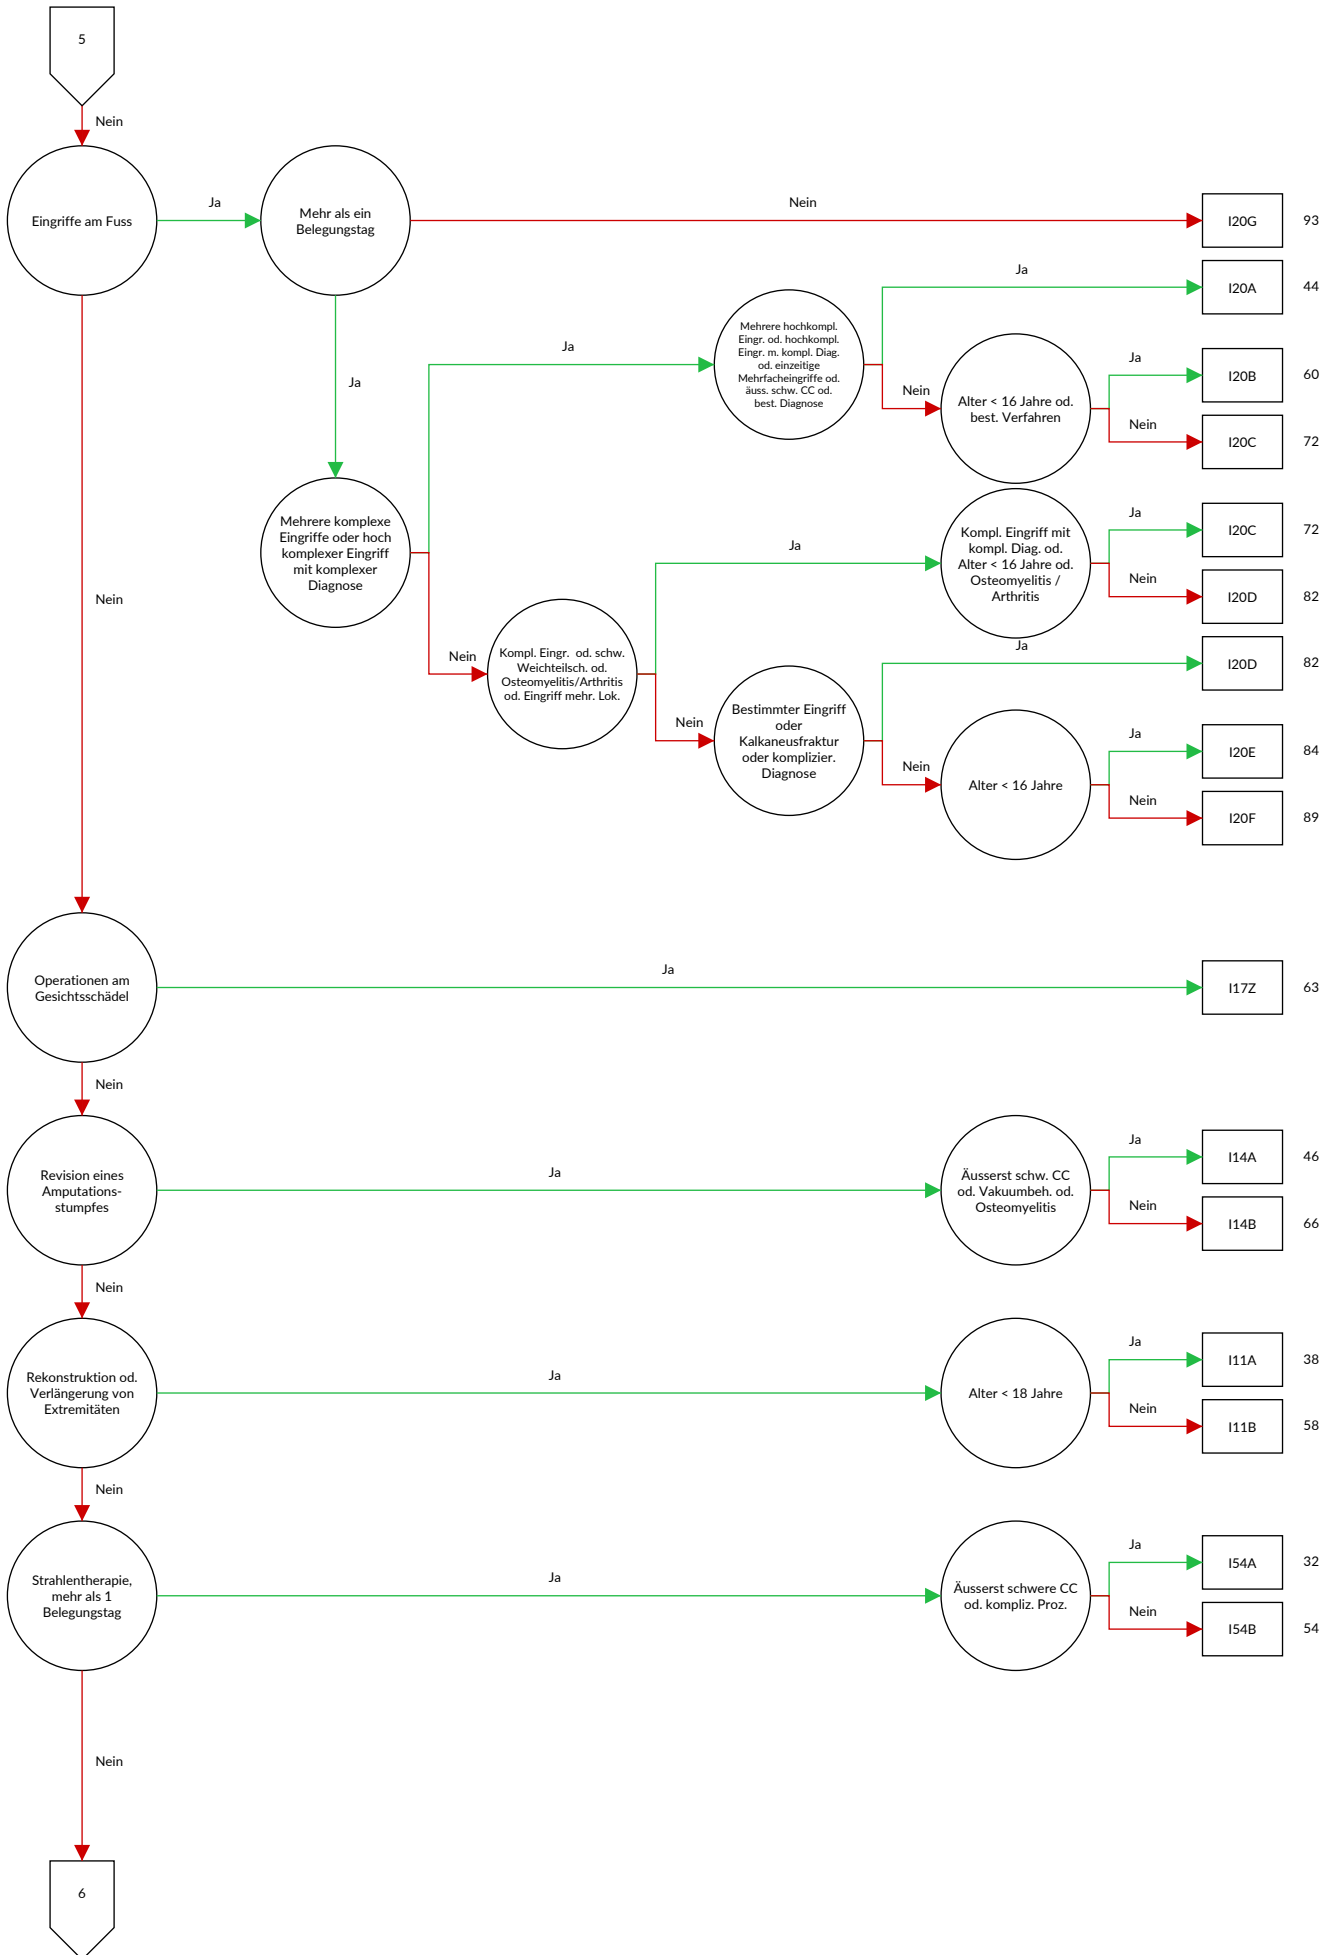 5
Nein
Eingriffe am Fuss
Ja
Mehr als ein
Belegungstag
Nein
I20G
93
Ja
I20A
44
Ja
Mehrere hochkompl.
Eingr. od. hochkompl.
Eingr. m. kompl. Diag.
od. einzeitige
Mehrfacheingriffe od.
äuss. schw. CC od.
best. Diagnose
Ja
Nein
Alter < 16 Jahre od.
best. Verfahren
Ja
I20B
60
Nein
I20C
72
Mehrere komplexe
Eingriffe oder hoch
komplexer Eingriff
mit komplexer
Diagnose
Ja
Kompl. Eingriff mit
kompl. Diag. od.
Alter < 16 Jahre od.
Osteomyelitis /
Arthritis
Ja
I20C
72
Nein
I20D
82
Nein
Nein
Kompl. Eingr. od. schw.
Weichteilsch. od.
Osteomyelitis/Arthritis
od. Eingriff mehr. Lok.
Ja
I20D
82
Nein
Bestimmter Eingriff
oder
Kalkaneusfraktur
oder komplizier.
Diagnose
Nein
Alter < 16 Jahre
Ja
I20E
84
Nein
I20F
89
Operationen am
Gesichtsschädel
Ja
I17Z
63
Nein
Revision eines
Amputations-
stumpfes
Ja
Äusserst schw. CC
od. Vakuumbeh. od.
Osteomyelitis
Ja
I14A
46
Nein
I14B
66
Nein
Rekonstruktion od.
Verlängerung von
Extremitäten
Ja
Alter < 18 Jahre
Ja
I11A
38
Nein
I11B
58
Nein
Strahlentherapie,
mehr als 1
Belegungstag
Ja
Äusserst schwere CC
od. kompliz. Proz.
Ja
I54A
32
Nein
I54B
54
Nein
6